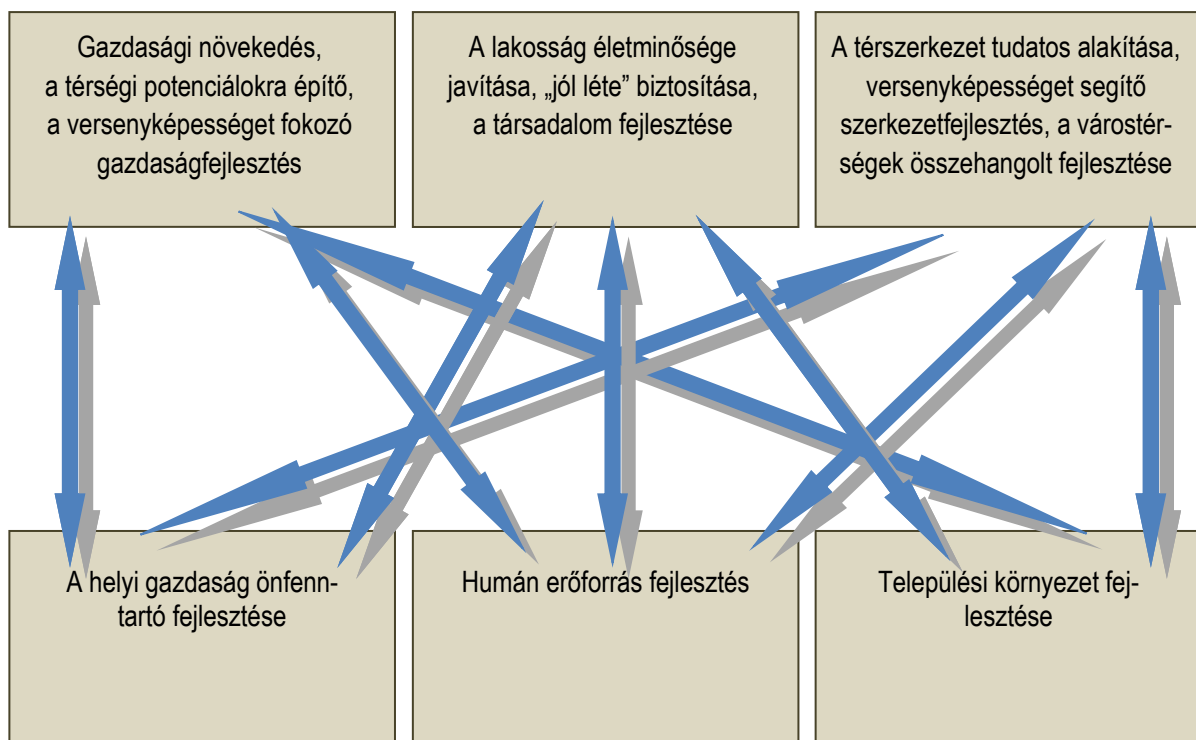 Gazdasági növekedés,
a térségi potenciálokra építő,
a versenyképességet fokozó
gazdaságfejlesztés
A lakosság életminősége
javítása, „jól léte” biztosítása,
a társadalom fejlesztése
A térszerkezet tudatos alakítása,
versenyképességet segítő
szerkezetfejlesztés, a várostér-
ségek összehangolt fejlesztése
A helyi gazdaság önfenn-
tartó fejlesztése
Humán erőforrás fejlesztés
Települési környezet fej-
lesztése